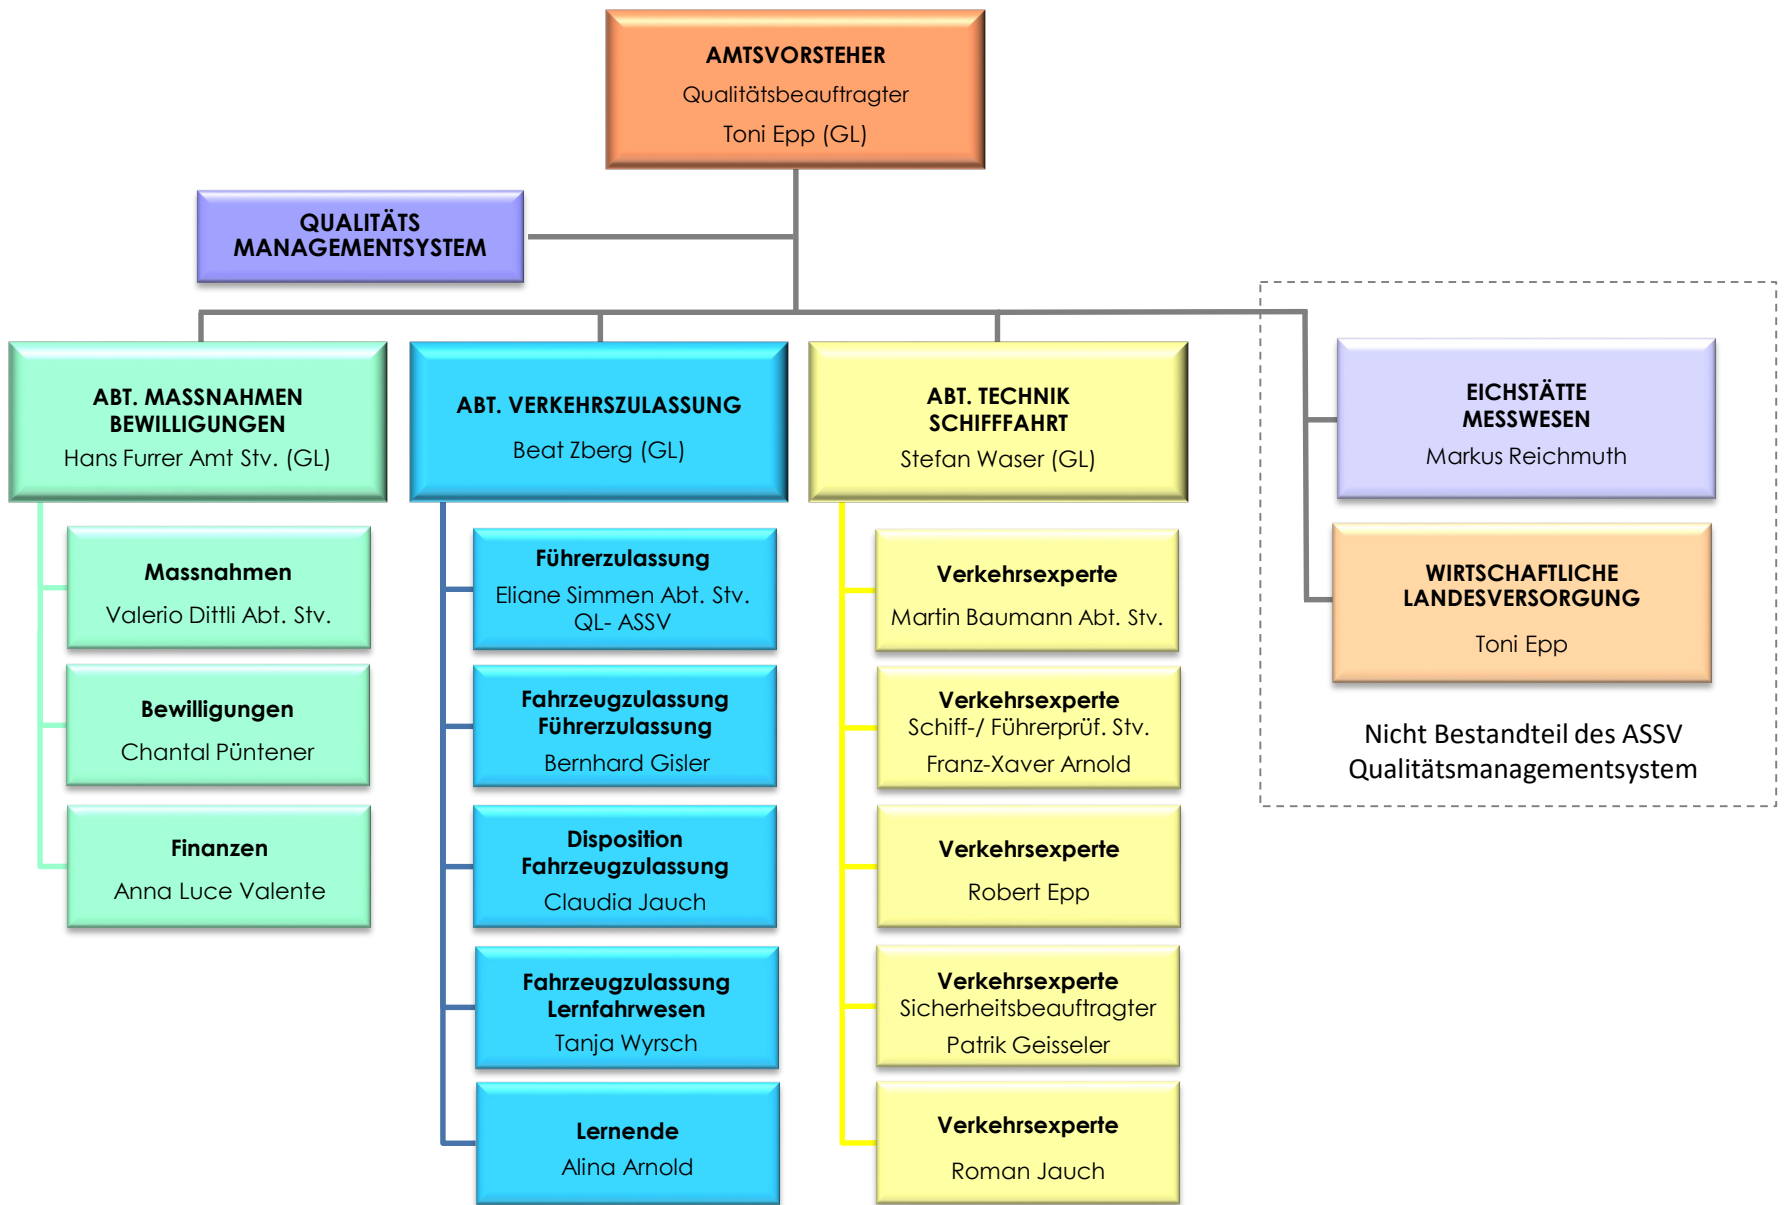 AMTSVORSTEHER
Qualitätsbeauftragter
Toni Epp (GL)
QUALITÄTS
MANAGEMENTSYSTEM
ABT. MASSNAHMEN
BEWILLIGUNGEN
Hans Furrer Amt Stv. (GL)
Massnahmen
Valerio Dittli Abt. Stv.
Bewilligungen
Chantal Püntener
Finanzen
Anna Luce Valente
ABT. VERKEHRSZULASSUNG
Beat Zberg (GL)
Führerzulassung
Eliane Simmen Abt. Stv.
QL- ASSV
Fahrzeugzulassung
Führerzulassung
Bernhard Gisler
Disposition
Fahrzeugzulassung
Claudia Jauch
Fahrzeugzulassung
Lernfahrwesen
Tanja Wyrsch
Lernende
Alina Arnold
ABT. TECHNIK
SCHIFFFAHRT
Stefan Waser (GL)
Verkehrsexperte
Martin Baumann Abt. Stv.
Verkehrsexperte
Schiff-/ Führerprüf. Stv.
Franz-Xaver Arnold
Verkehrsexperte
Robert Epp
Verkehrsexperte
Sicherheitsbeauftragter
Patrik Geisseler
Verkehrsexperte
Roman Jauch
EICHSTÄTTE
MESSWESEN
Markus Reichmuth
WIRTSCHAFTLICHE
LANDESVERSORGUNG
Toni Epp
Nicht Bestandteil des ASSV
Qualitätsmanagementsystem